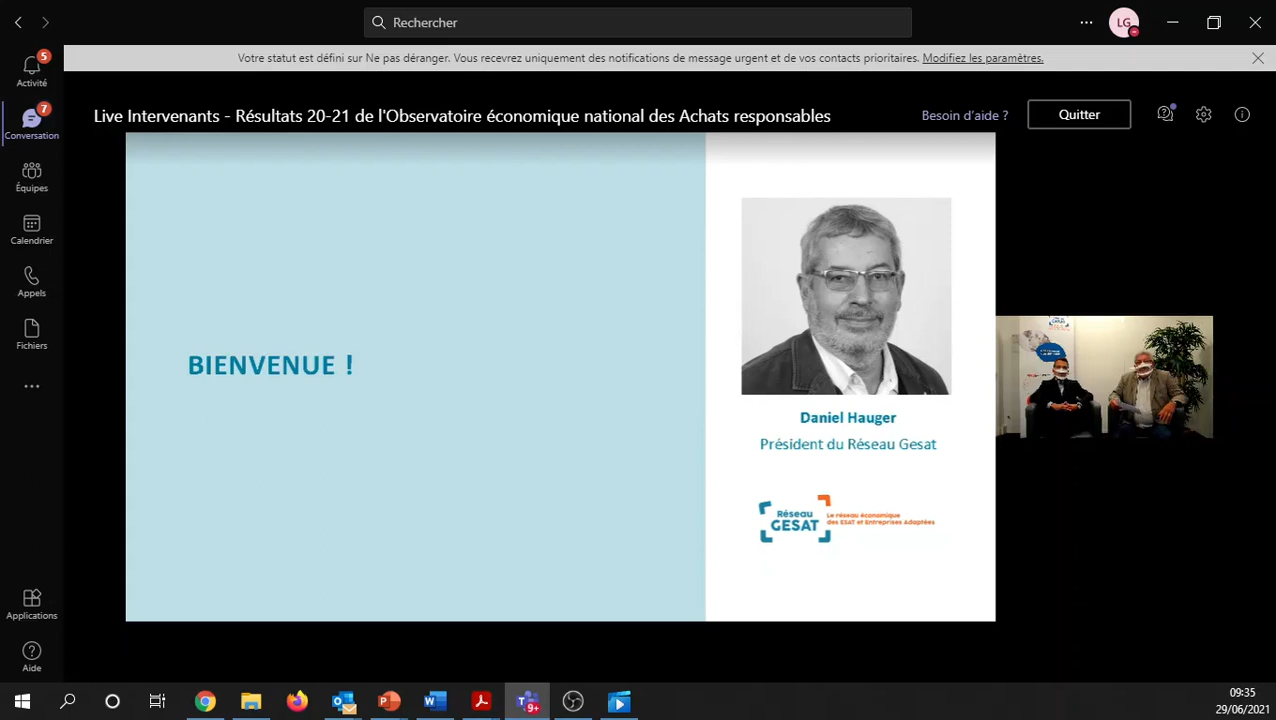 Rechercher
LG
5
Activité
Votre statut est défini sur Ne pas déranger. Vous recevrez uniquement des notifications de message urgent et de vos contacts prioritaires. Modifiez les paramètres.
7
Conversation
Live Intervenants - Résultats 20-21 de l'Observatoire économique national des Achats responsables
Besoin d'aide ?
Quitter
Équipes
Calendrier
Appels
Fichiers
BIENVENUE !
Daniel Hauger
Président du Réseau Gesat
Réseau
GESAT
Le réseau économique
des ESAT et Entreprises Adaptées
GESAT
Applications
Aide
9+
09:35
29/06/2021